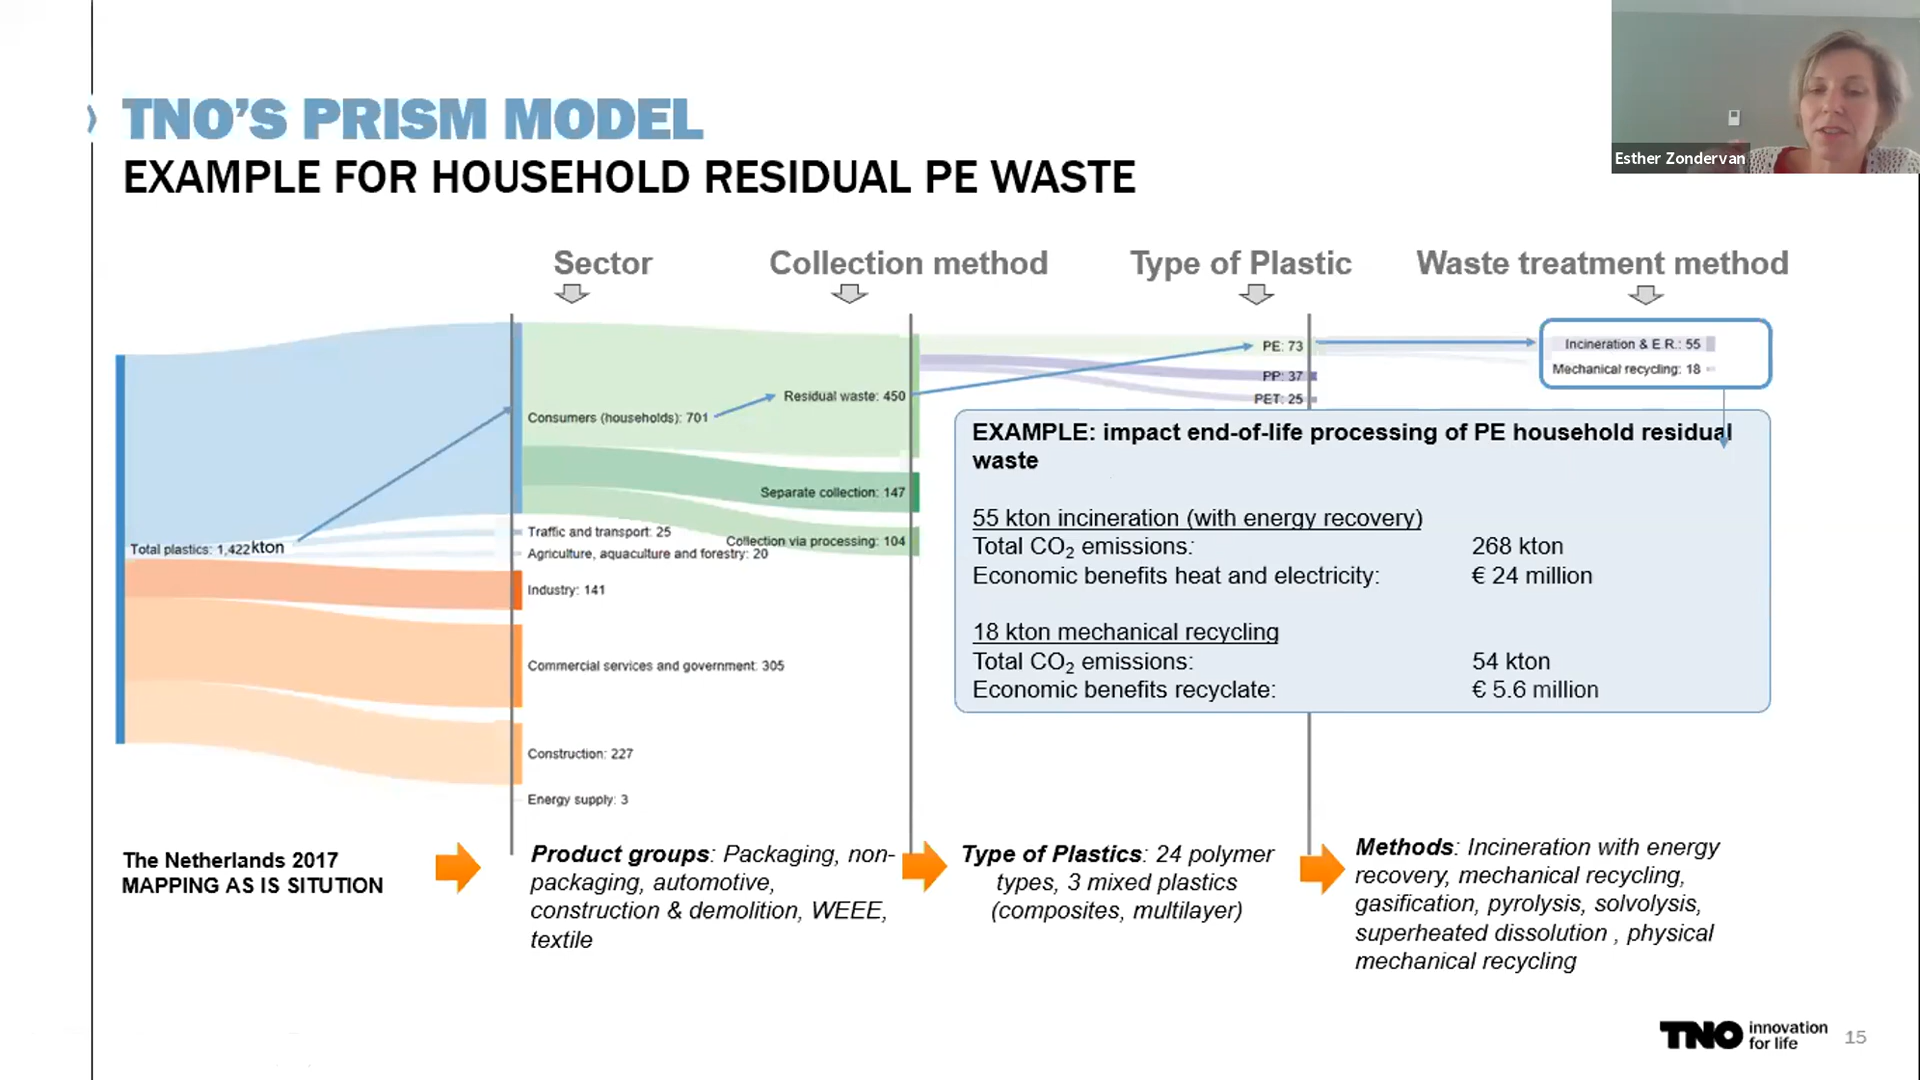 TNO'S PRISM MODEL
EXAMPLE FOR HOUSEHOLD RESIDUAL PE WASTE
Esther Zondervan
Sector
Collection method
Type of Plastic
Waste treatment method
Total plastics: 1,422kton
Consumers (households): 701
Traffic and transport: 25
Agriculture, aquaculture and forestry: 20
Industry: 141
Commercial services and government: 305
Construction: 227
Energy supply: 3
Residual waste: 450
Separate collection: 147
Collection via processing: 104
PE: 73
PP: 37
PET: 25
Incineration & E.R.: 55
Mechanical recycling: 18
EXAMPLE: impact end-of-life processing of PE household residual
waste
55 kton incineration (with energy recovery)
Total CO₂ emissions: 268 kton
Economic benefits heat and electricity: € 24 million
18 kton mechanical recycling
Total CO₂ emissions: 54 kton
Economic benefits recyclate: € 5.6 million
The Netherlands 2017
MAPPING AS IS SITUTION
Product groups: Packaging, non-
packaging, automotive,
construction & demolition, WEEE,
textile
Type of Plastics: 24 polymer
types, 3 mixed plastics
(composites, multilayer)
Methods: Incineration with energy
recovery, mechanical recycling,
gasification, pyrolysis, solvolysis,
superheated dissolution , physical
mechanical recycling
TNO innovation
for life
15